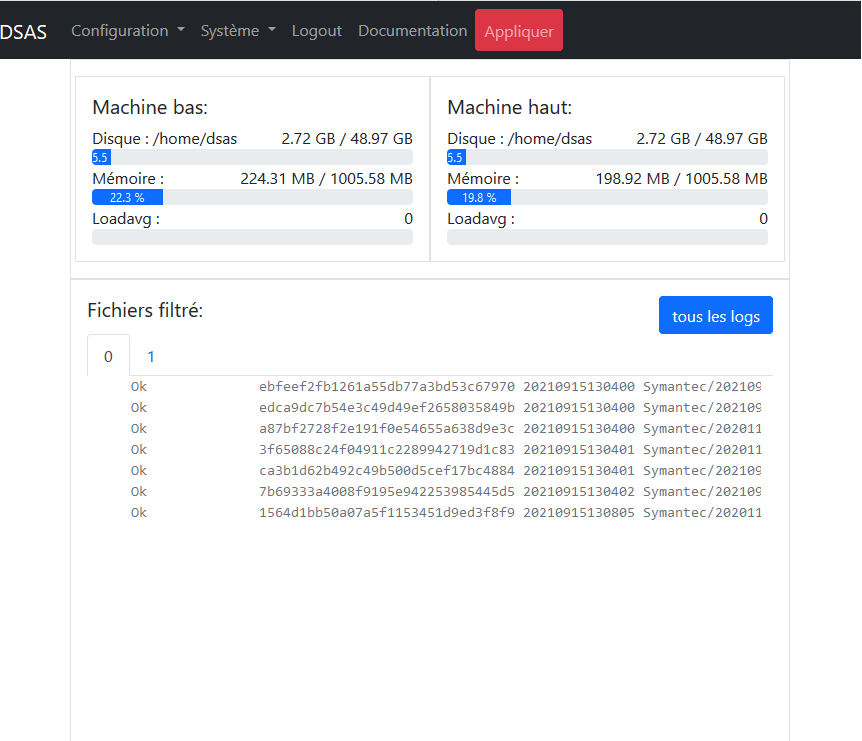 DSAS Configuration Système Logout Documentation Appliquer
Machine bas:
Disque : /home/dsas 2.72 GB / 48.97 GB
5.5
Mémoire : 224.31 MB / 1005.58 MB
22.3 %
Loadavg : 0
Machine haut:
Disque : /home/dsas 2.72 GB / 48.97 GB
5.5
Mémoire : 198.92 MB / 1005.58 MB
19.8 %
Loadavg : 0
Fichiers filtré: tous les logs
0 1
Ok ebfeef2fb1261a55db77a3bd53c67970 20210915130400 Symantec/202109
Ok edca9dc7b54e3c49d49ef2658035849b 20210915130400 Symantec/202109
Ok a87bf2728f2e191f0e54655a638d9e3c 20210915130400 Symantec/202011
Ok 3f65088c24f04911c2289942719d1c83 20210915130401 Symantec/202011
Ok ca3b1d62b492c49b500d5cef17bc4884 20210915130401 Symantec/202109
Ok 7b69333a4008f9195e942253985445d5 20210915130402 Symantec/202109
Ok 1564d1bb50a07a5f1153451d9ed3f8f9 20210915130805 Symantec/202011